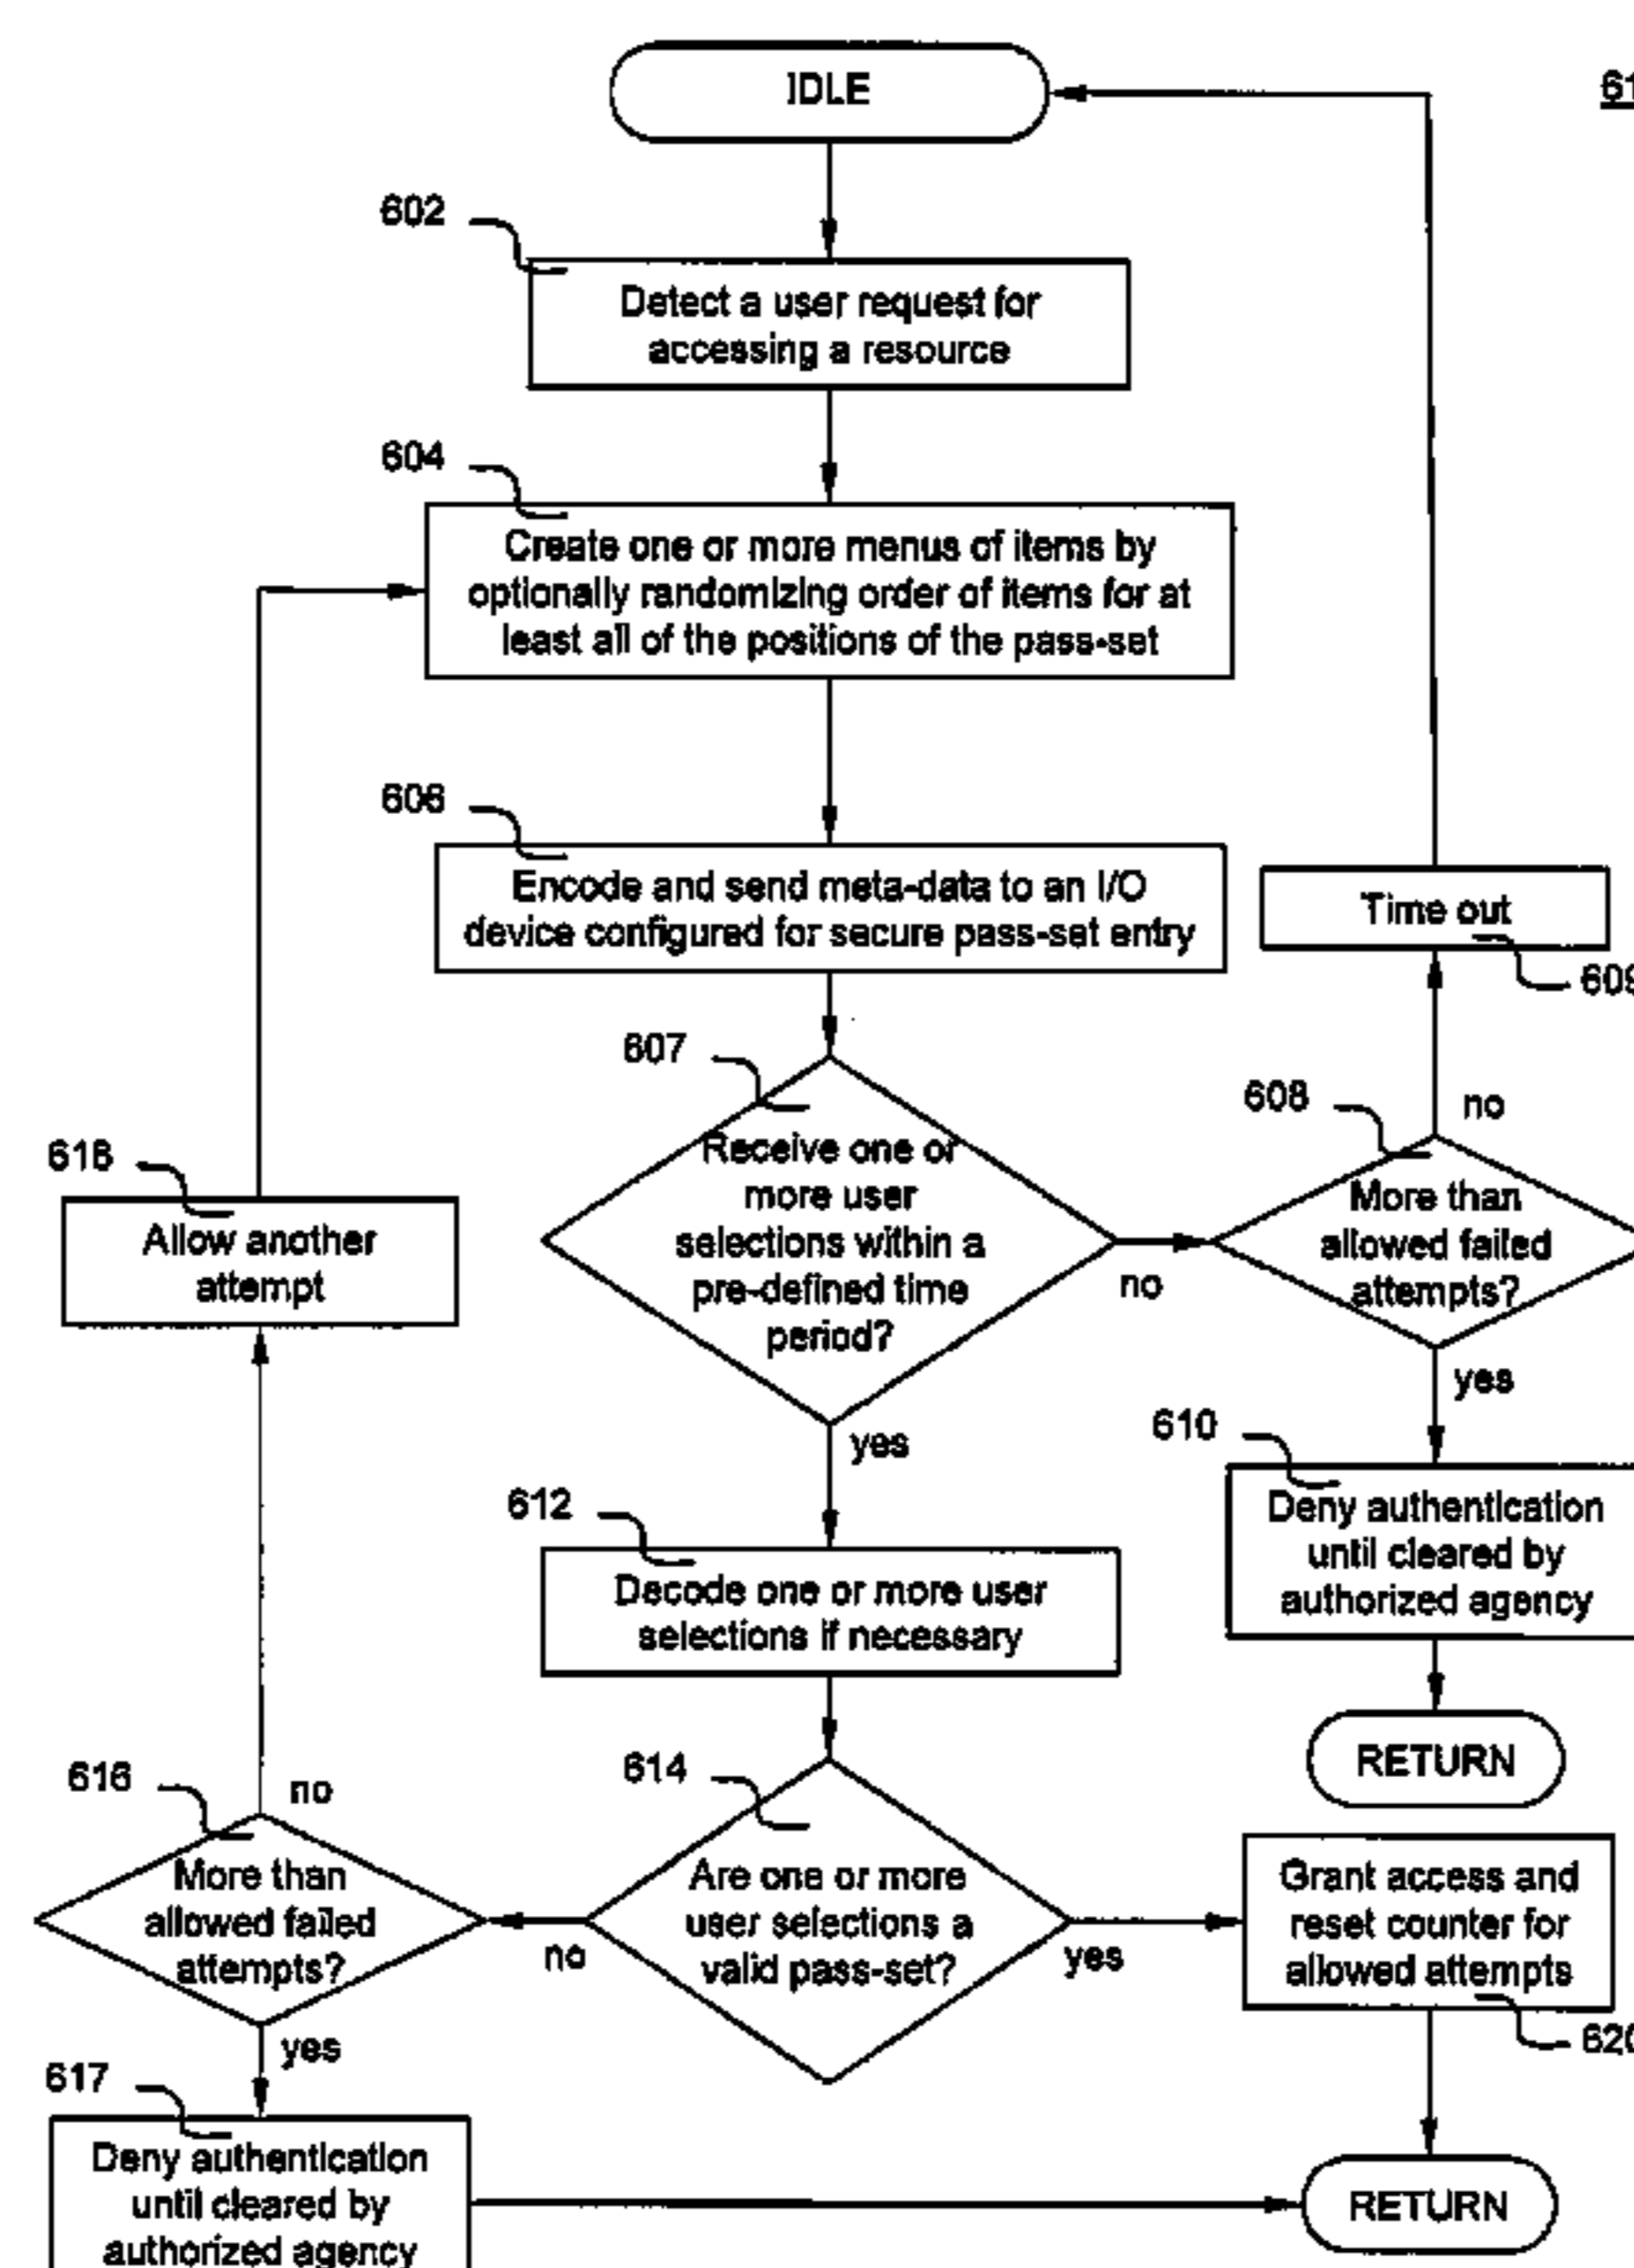 IDLE
61
602
Detect a user request for
accessing a resource
604
Create one or more menus of items by
optionally randomizing order of items for at
least all of the positions of the pass-set
606
Encode and send meta-data to an I/O
device configured for secure pass-set entry
Time out
609
607
Receive one or
more user
selections within a
pre-defined time
period?
no
yes
608
no
More than
allowed failed
attempts?
yes
618
Allow another
attempt
610
Deny authentication
until cleared by
authorized agency
RETURN
612
Decode one or more user
selections if necessary
614
Are one or more
user selections a
valid pass-set?
no
yes
616
no
More than
allowed failed
attempts?
yes
Grant access and
reset counter for
allowed attempts
620
617
Deny authentication
until cleared by
authorized agency
RETURN